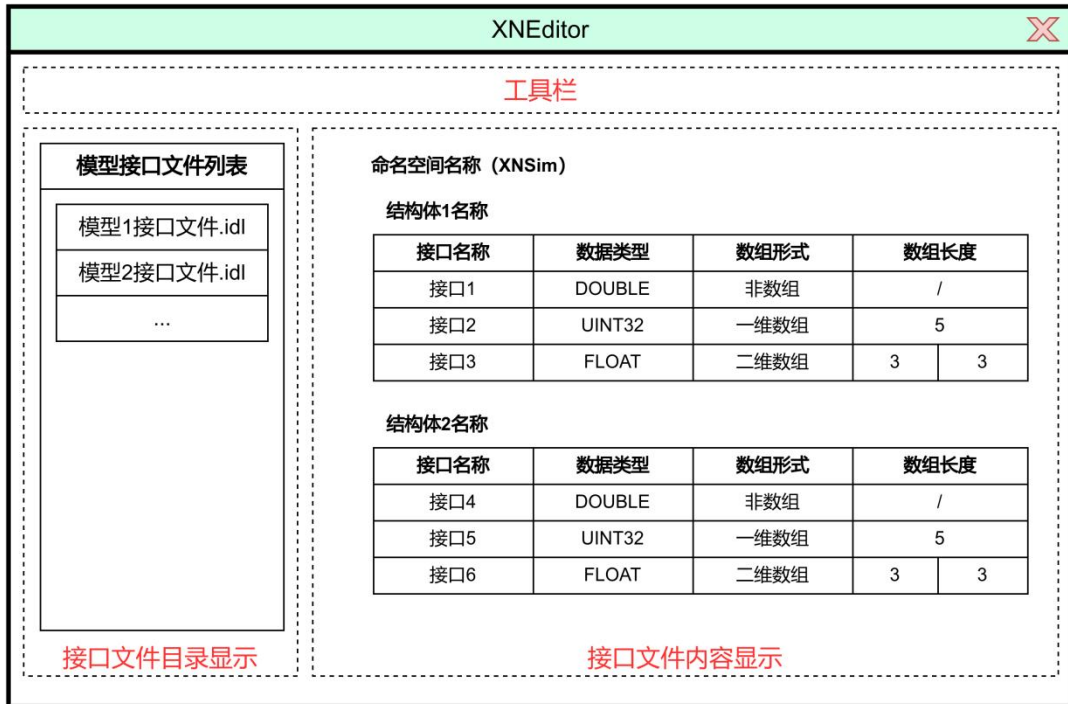 XNEditor
工具栏
模型接口文件列表
模型1接口文件.idl
模型2接口文件.idl
...
接口文件目录显示
命名空间名称（XNSim）
结构体1名称
接口名称 数据类型 数组形式 数组长度
接口1 DOUBLE 非数组 /
接口2 UINT32 一维数组 5
接口3 FLOAT 二维数组 3 3
结构体2名称
接口名称 数据类型 数组形式 数组长度
接口4 DOUBLE 非数组 /
接口5 UINT32 一维数组 5
接口6 FLOAT 二维数组 3 3
接口文件内容显示